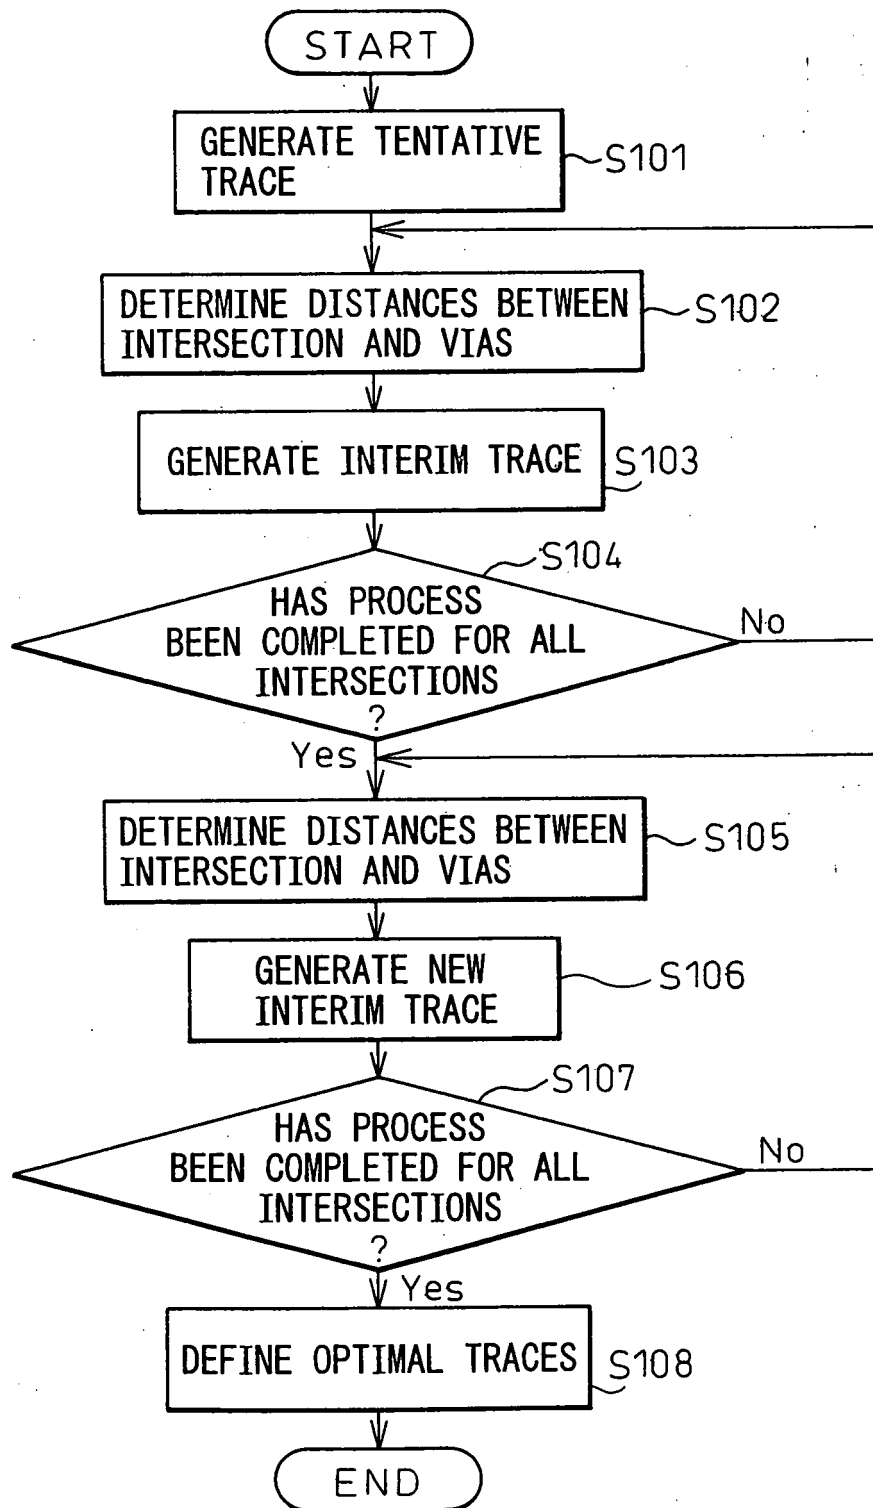 START
GENERATE TENTATIVE
TRACE
S101
DETERMINE DISTANCES BETWEEN
INTERSECTION AND VIAS
S102
GENERATE INTERIM TRACE
S103
S104
HAS PROCESS
BEEN COMPLETED FOR ALL
INTERSECTIONS
?
No
Yes
DETERMINE DISTANCES BETWEEN
INTERSECTION AND VIAS
S105
GENERATE NEW
INTERIM TRACE
S106
S107
HAS PROCESS
BEEN COMPLETED FOR ALL
INTERSECTIONS
?
No
Yes
DEFINE OPTIMAL TRACES
S108
END